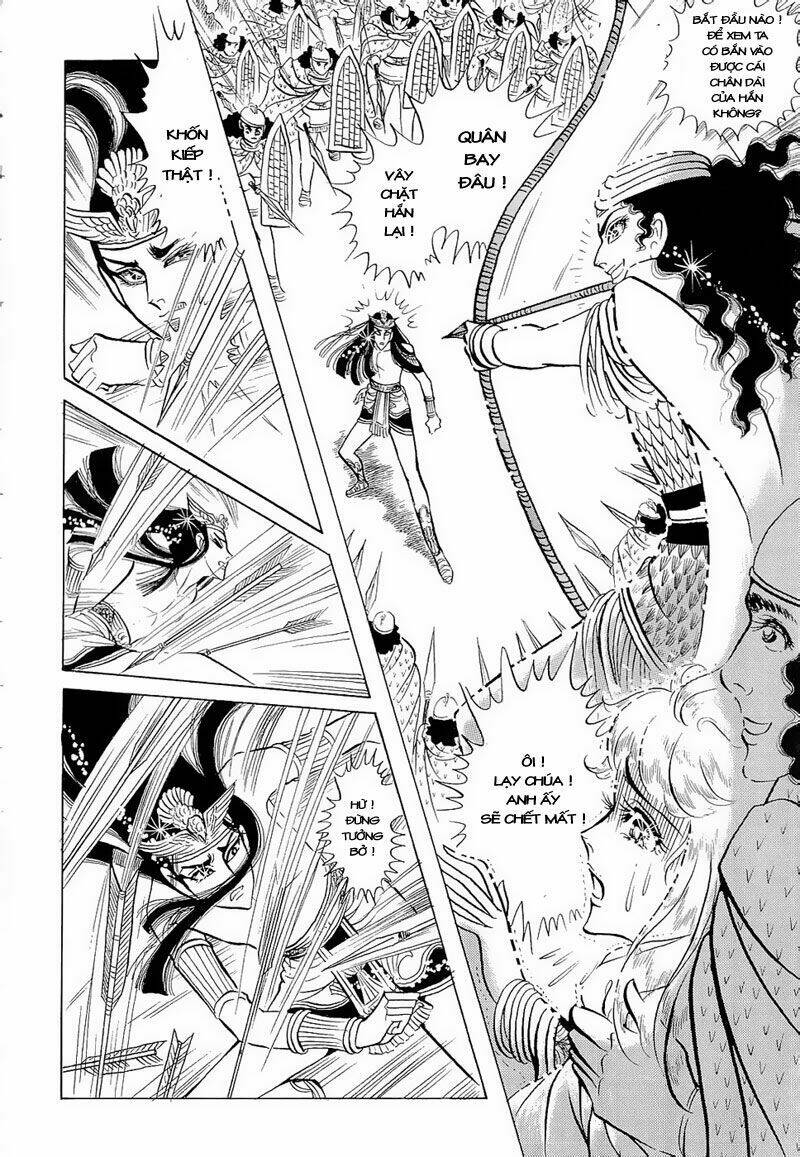 BẮT ĐẦU NÀO !
ĐỂ XEM TA
CÓ BẮN VÀO
ĐƯỢC CÁI
CHÂN DÀI
CỦA HẮN
KHÔNG?
QUÂN
BAY
ĐÂU !
VÂY
CHẶT
HẮN
LẠI !
KHỐN
KIẾP
THẬT !
ÔI !
LẠY CHÚA !
ANH ẤY
SẼ CHẾT MẤT !
HỪ !
ĐỪNG
TƯỞNG
BỞ !